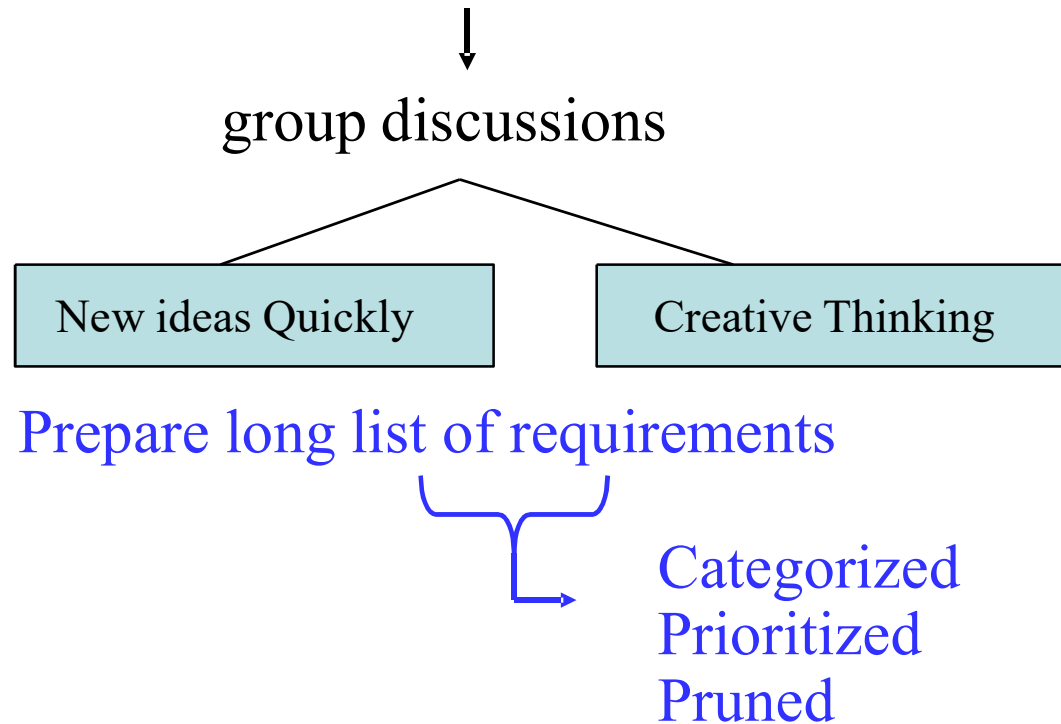 group discussions
New ideas Quickly
Creative Thinking
Prepare long list of requirements
Categorized
Prioritized
Pruned